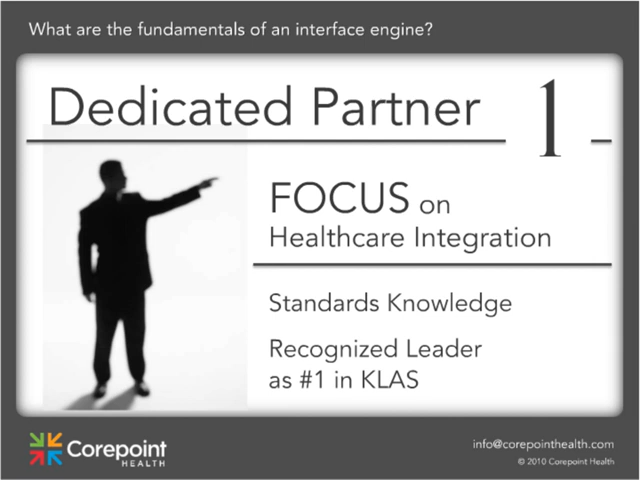 What are the fundamentals of an interface engine?
Dedicated Partner 1
FOCUS on
Healthcare Integration
Standards Knowledge
Recognized Leader
as #1 in KLAS
Corepoint
HEALTH
info@corepointhealth.com
© 2010 Corepoint Health